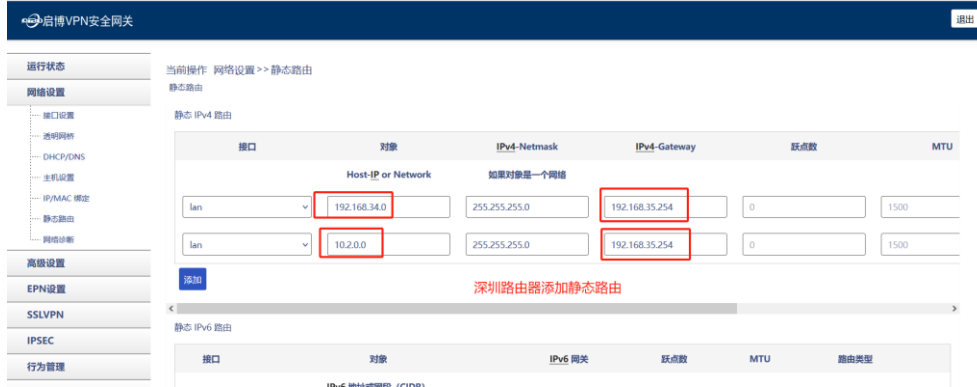 启博VPN安全网关
退出
运行状态
网络设置
接口设置
透明网桥
DHCP/DNS
主机设置
IP/MAC 绑定
静态路由
网络诊断
高级设置
EPN设置
SSLVPN
IPSEC
行为管理
当前操作 网络设置>>静态路由
静态路由
静态 IPv4 路由
接口 对象 IPv4-Netmask IPv4-Gateway 跃点数 MTU
Host-IP or Network 如果对象是一个网络
lan 192.168.34.0 255.255.255.0 192.168.35.254 0 1500
lan 10.2.0.0 255.255.255.0 192.168.35.254 0 1500
添加
深圳路由器添加静态路由
静态 IPv6 路由
接口 对象 IPv6 网关 跃点数 MTU 路由类型
IPv6 地址或网段 (CIDR)